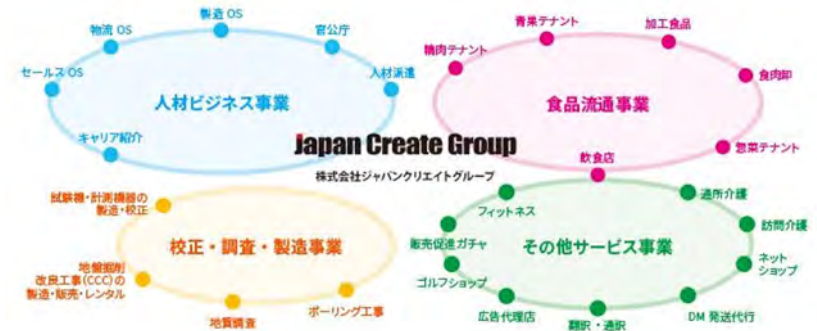 製造 OS
物流 OS
官公庁
セールス OS
人材派遣
人材ビジネス事業
キャリア紹介
青果テナント
加工食品
精肉テナント
食肉卸
食品流通事業
惣菜テナント
飲食店
Japan Create Group
株式会社ジャパンクリエイトグループ
試験機・計測機器の
製造・校正
校正・調査・製造事業
地盤掘削
改良工事(CCC)の
製造・販売・レンタル
地質調査
ボーリング工事
フィットネス
通所介護
販売促進ガチャ
訪問介護
その他サービス事業
ゴルフショップ
ネット
ショップ
広告代理店
翻訳・通訳
DM 発送代行